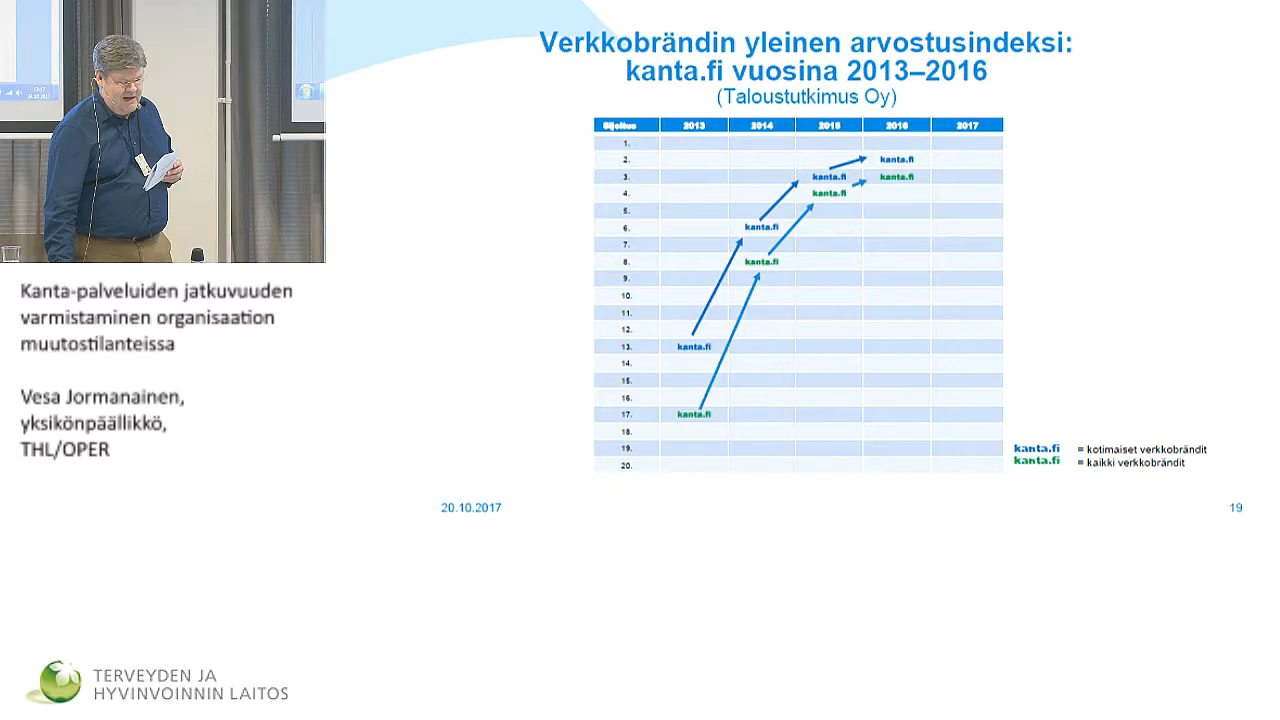 Verkkobrändin yleinen arvostusindeksi:
kanta.fi vuosina 2013–2016
(Taloustutkimus Oy)
Sijoitus 2013 2014 2015 2016 2017
1.
2. kanta.fi
3. kanta.fi kanta.fi
4. kanta.fi
5.
6. kanta.fi
7.
8. kanta.fi
9.
10.
11.
12.
13. kanta.fi
14.
15.
16.
17. kanta.fi
18.
19.
20.
kanta.fi = kotimaiset verkkobrändit
kanta.fi = kaikki verkkobrändit
20.10.2017
19
Kanta-palveluiden jatkuvuuden
varmistaminen organisaation
muutostilanteissa
Vesa Jormanainen,
yksikönpäällikkö,
THL/OPER
TERVEYDEN JA
HYVINVOINNIN LAITOS